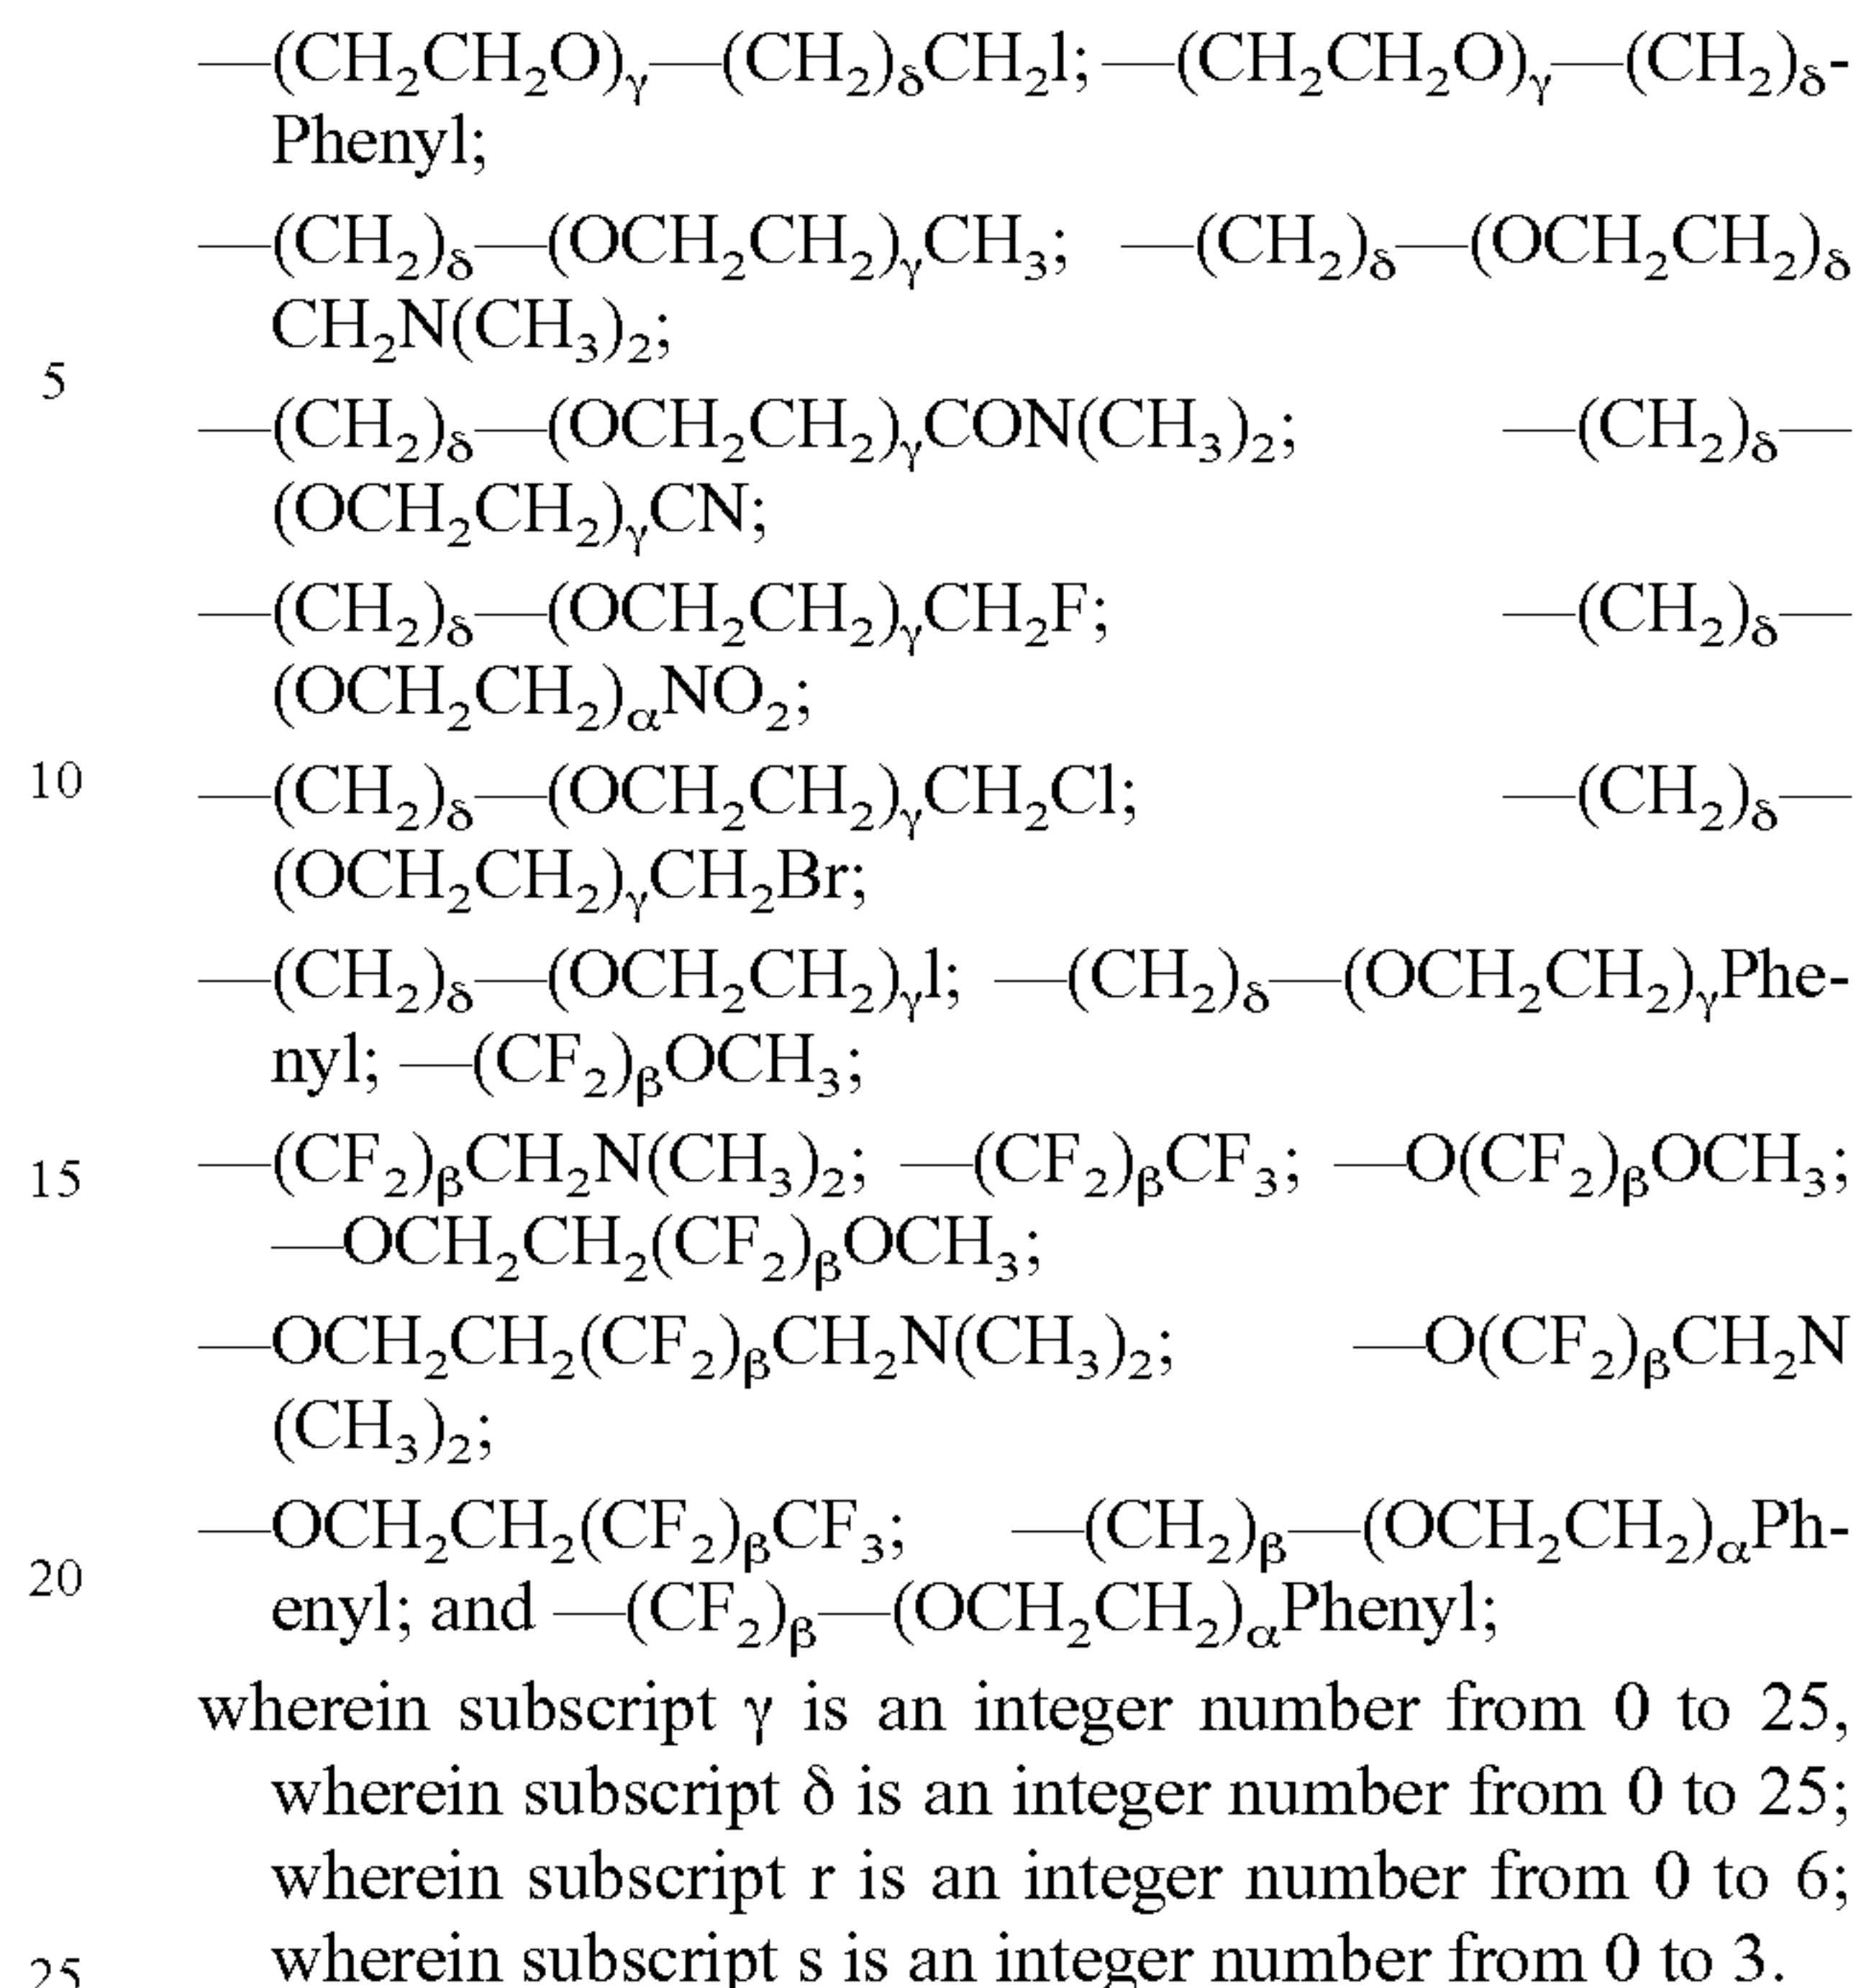 —(CH₂CH₂O)γ—(CH₂)δCH₂l; —(CH₂CH₂O)γ—(CH₂)δ-
Phenyl;
—(CH₂)δ—(OCH₂CH₂)γCH₃; —(CH₂)δ—(OCH₂CH₂)δ
CH₂N(CH₃)₂;
5
—(CH₂)δ—(OCH₂CH₂)γCON(CH₃)₂; —(CH₂)δ—
(OCH₂CH₂)γCN;
—(CH₂)δ—(OCH₂CH₂)γCH₂F; —(CH₂)δ—
(OCH₂CH₂)αNO₂;
10 —(CH₂)δ—(OCH₂CH₂)γCH₂Cl; —(CH₂)δ—
(OCH₂CH₂)γCH₂Br;
—(CH₂)δ—(OCH₂CH₂)γl; —(CH₂)δ—(OCH₂CH₂)γPhe-
nyl; —(CF₂)βOCH₃;
15 —(CF₂)βCH₂N(CH₃)₂; —(CF₂)βCF₃; —O(CF₂)βOCH₃;
—OCH₂CH₂(CF₂)βOCH₃;
—OCH₂CH₂(CF₂)βCH₂N(CH₃)₂; —O(CF₂)βCH₂N
(CH₃)₂;
—OCH₂CH₂(CF₂)βCF₃; —(CH₂)β—(OCH₂CH₂)αPh-
20 enyl; and —(CF₂)β—(OCH₂CH₂)αPhenyl;
wherein subscript γ is an integer number from 0 to 25,
wherein subscript δ is an integer number from 0 to 25;
wherein subscript r is an integer number from 0 to 6;
25 wherein subscript s is an integer number from 0 to 3.